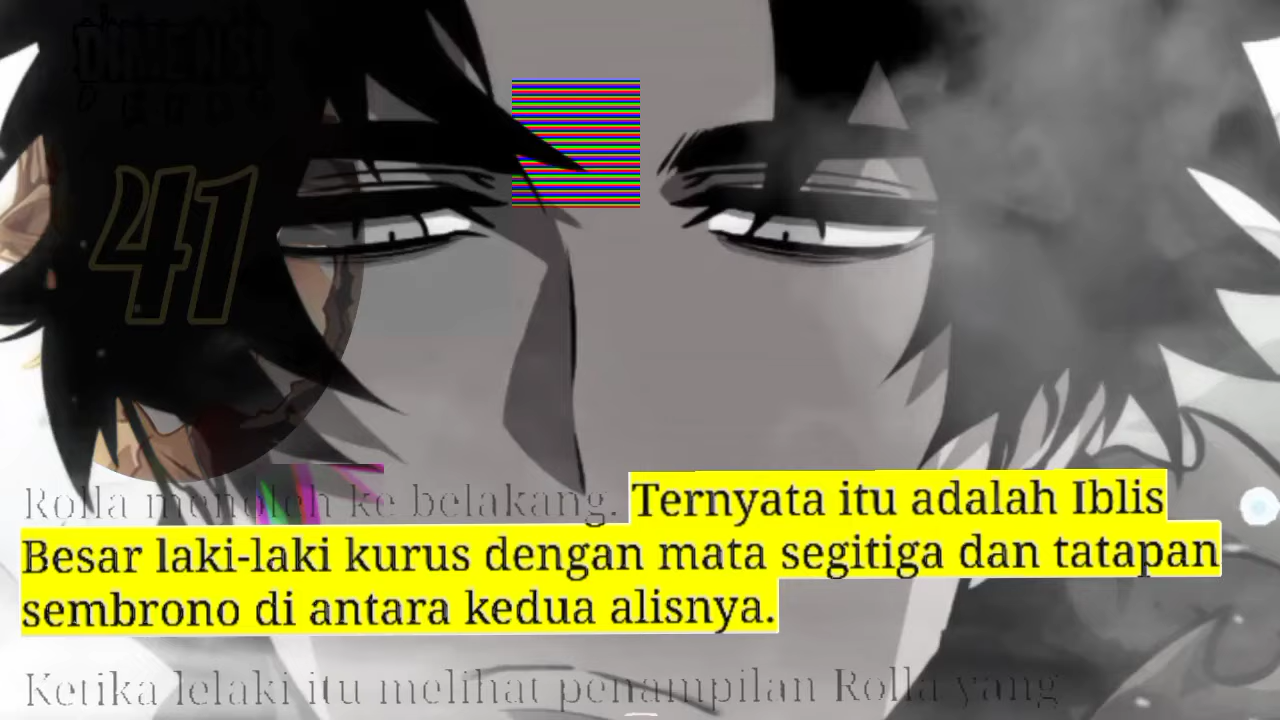 DIMENSI
41
Rolla menoleh ke belakang. Ternyata itu adalah Iblis
Besar laki-laki kurus dengan mata segitiga dan tatapan
sembrono di antara kedua alisnya.
Ketika lelaki itu melihat penampilan Rolla yang